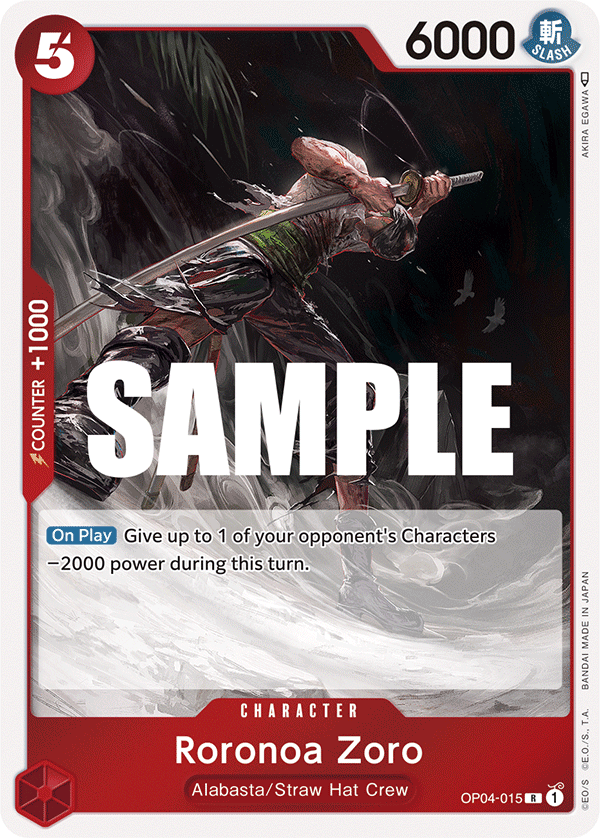 5
6000
斬
SLASH
AKIRA EGAWA
COUNTER +1000
SAMPLE
On Play Give up to 1 of your opponent's Characters
−2000 power during this turn.
CHARACTER
Roronoa Zoro
Alabasta/Straw Hat Crew
OP04-015 R 1
©E.O/S ©E.O./S., T.A. BANDAI MADE IN JAPAN